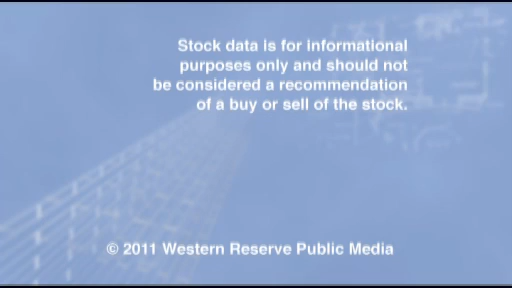 Stock data is for informational
purposes only and should not
be considered a recommendation
of a buy or sell of the stock.
© 2011 Western Reserve Public Media